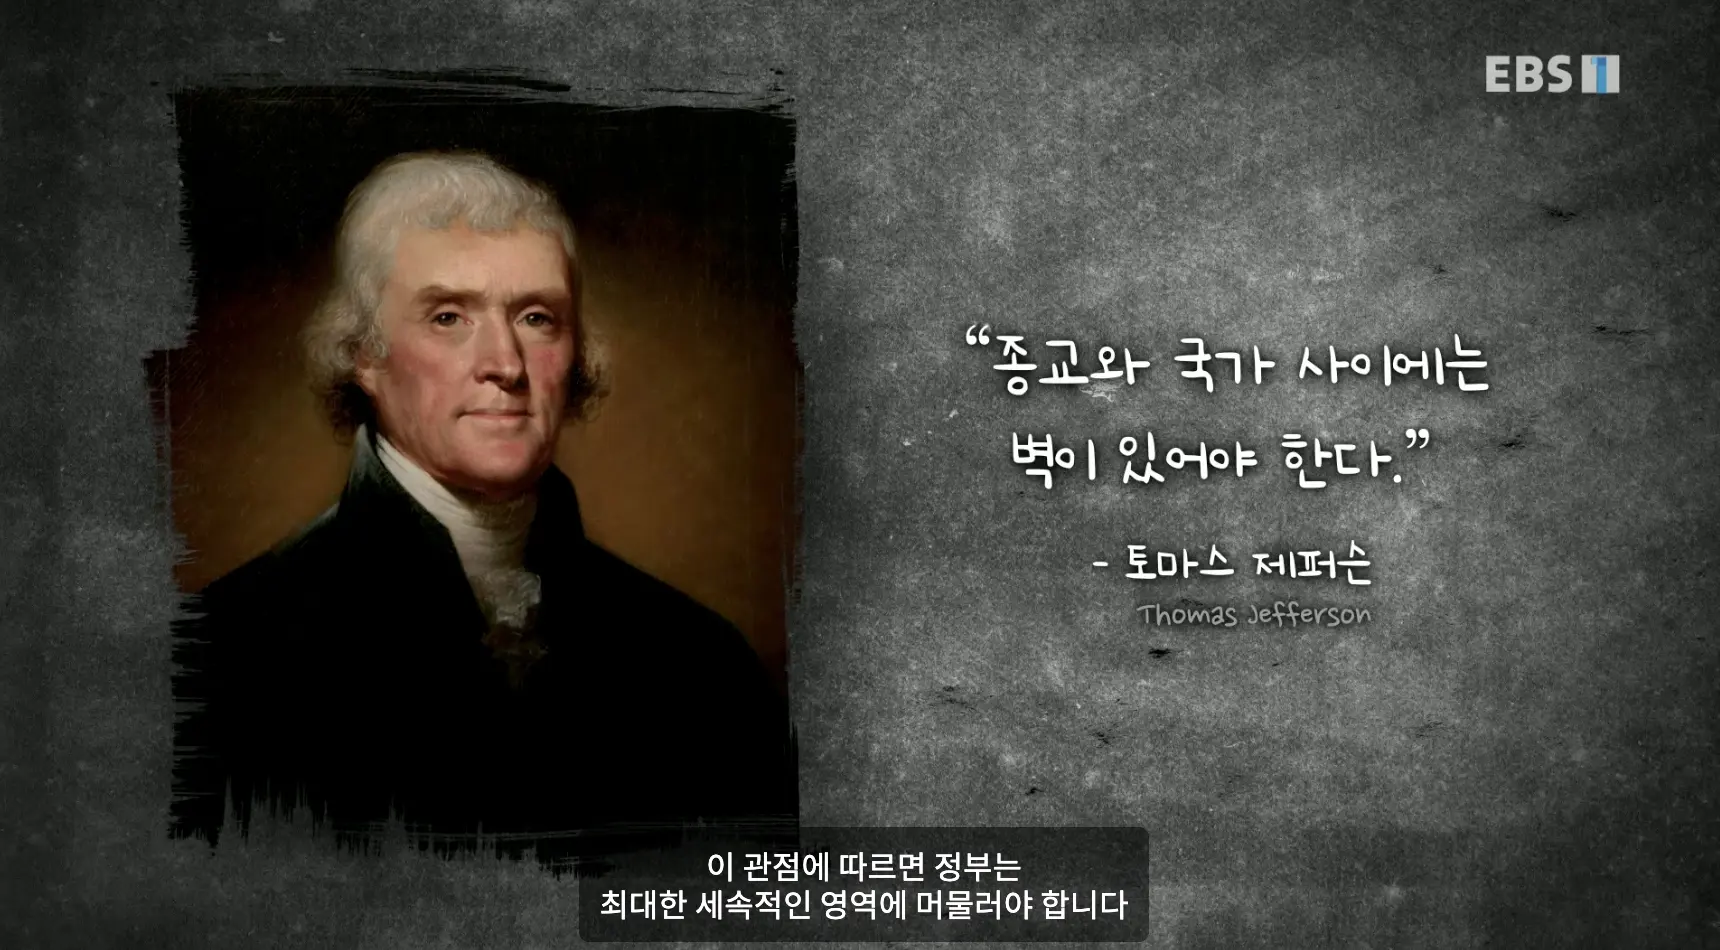 EBS 1
“종교와 국가 사이에는
벽이 있어야 한다.”
- 토마스 제퍼슨
Thomas Jefferson
이 관점에 따르면 정부는
최대한 세속적인 영역에 머물러야 합니다